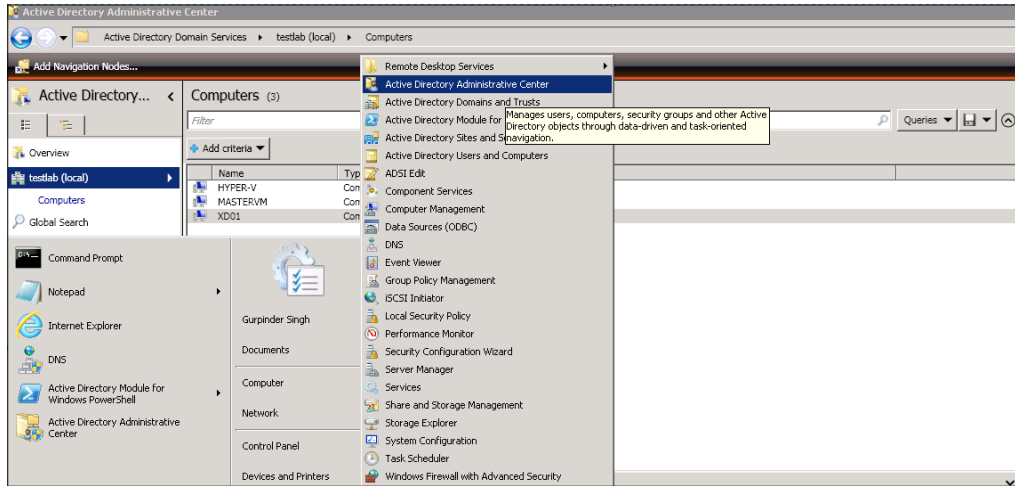 Active Directory Administrative Center
Active Directory Domain Services testlab (local) Computers
Add Navigation Nodes...
Active Directory...
Overview
testlab (local)
Computers
Global Search
Computers (3)
Filter
Queries
Add criteria
Name
HYPER-V
MASTERVM
XD01
Command Prompt
Notepad
Internet Explorer
DNS
Active Directory Module for
Windows PowerShell
Active Directory Administrative
Center
Gurpinder Singh
Documents
Computer
Network
Control Panel
Devices and Printers
Remote Desktop Services
Active Directory Administrative Center
Active Directory Domains and Trusts
Active Directory Module for
Active Directory Sites and
Active Directory Users and Computers
ADSI Edit
Component Services
Computer Management
Data Sources (ODBC)
DNS
Event Viewer
Group Policy Management
iSCSI Initiator
Local Security Policy
Performance Monitor
Security Configuration Wizard
Server Manager
Services
Share and Storage Management
Storage Explorer
System Configuration
Task Scheduler
Windows Firewall with Advanced Security
Manages users, computers, security groups and other Active
Directory objects through data-driven and task-oriented
navigation.